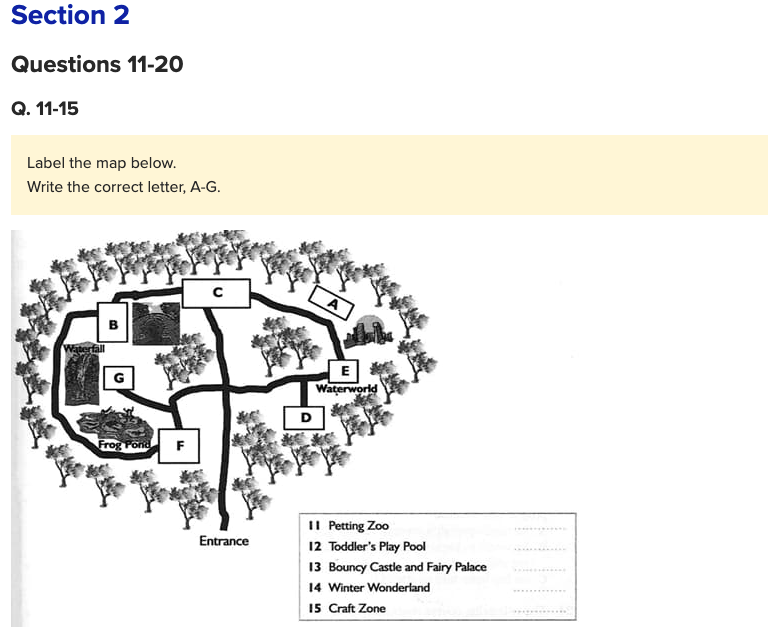 Section 2
Questions 11-20
Q. 11-15
Label the map below.
Write the correct letter, A-G.
C
A
B
Waterfall
G
E
Waterworld
D
Frog Pond
F
Entrance
11 Petting Zoo ..............
12 Toddler's Play Pool ..............
13 Bouncy Castle and Fairy Palace ..............
14 Winter Wonderland ..............
15 Craft Zone ..............